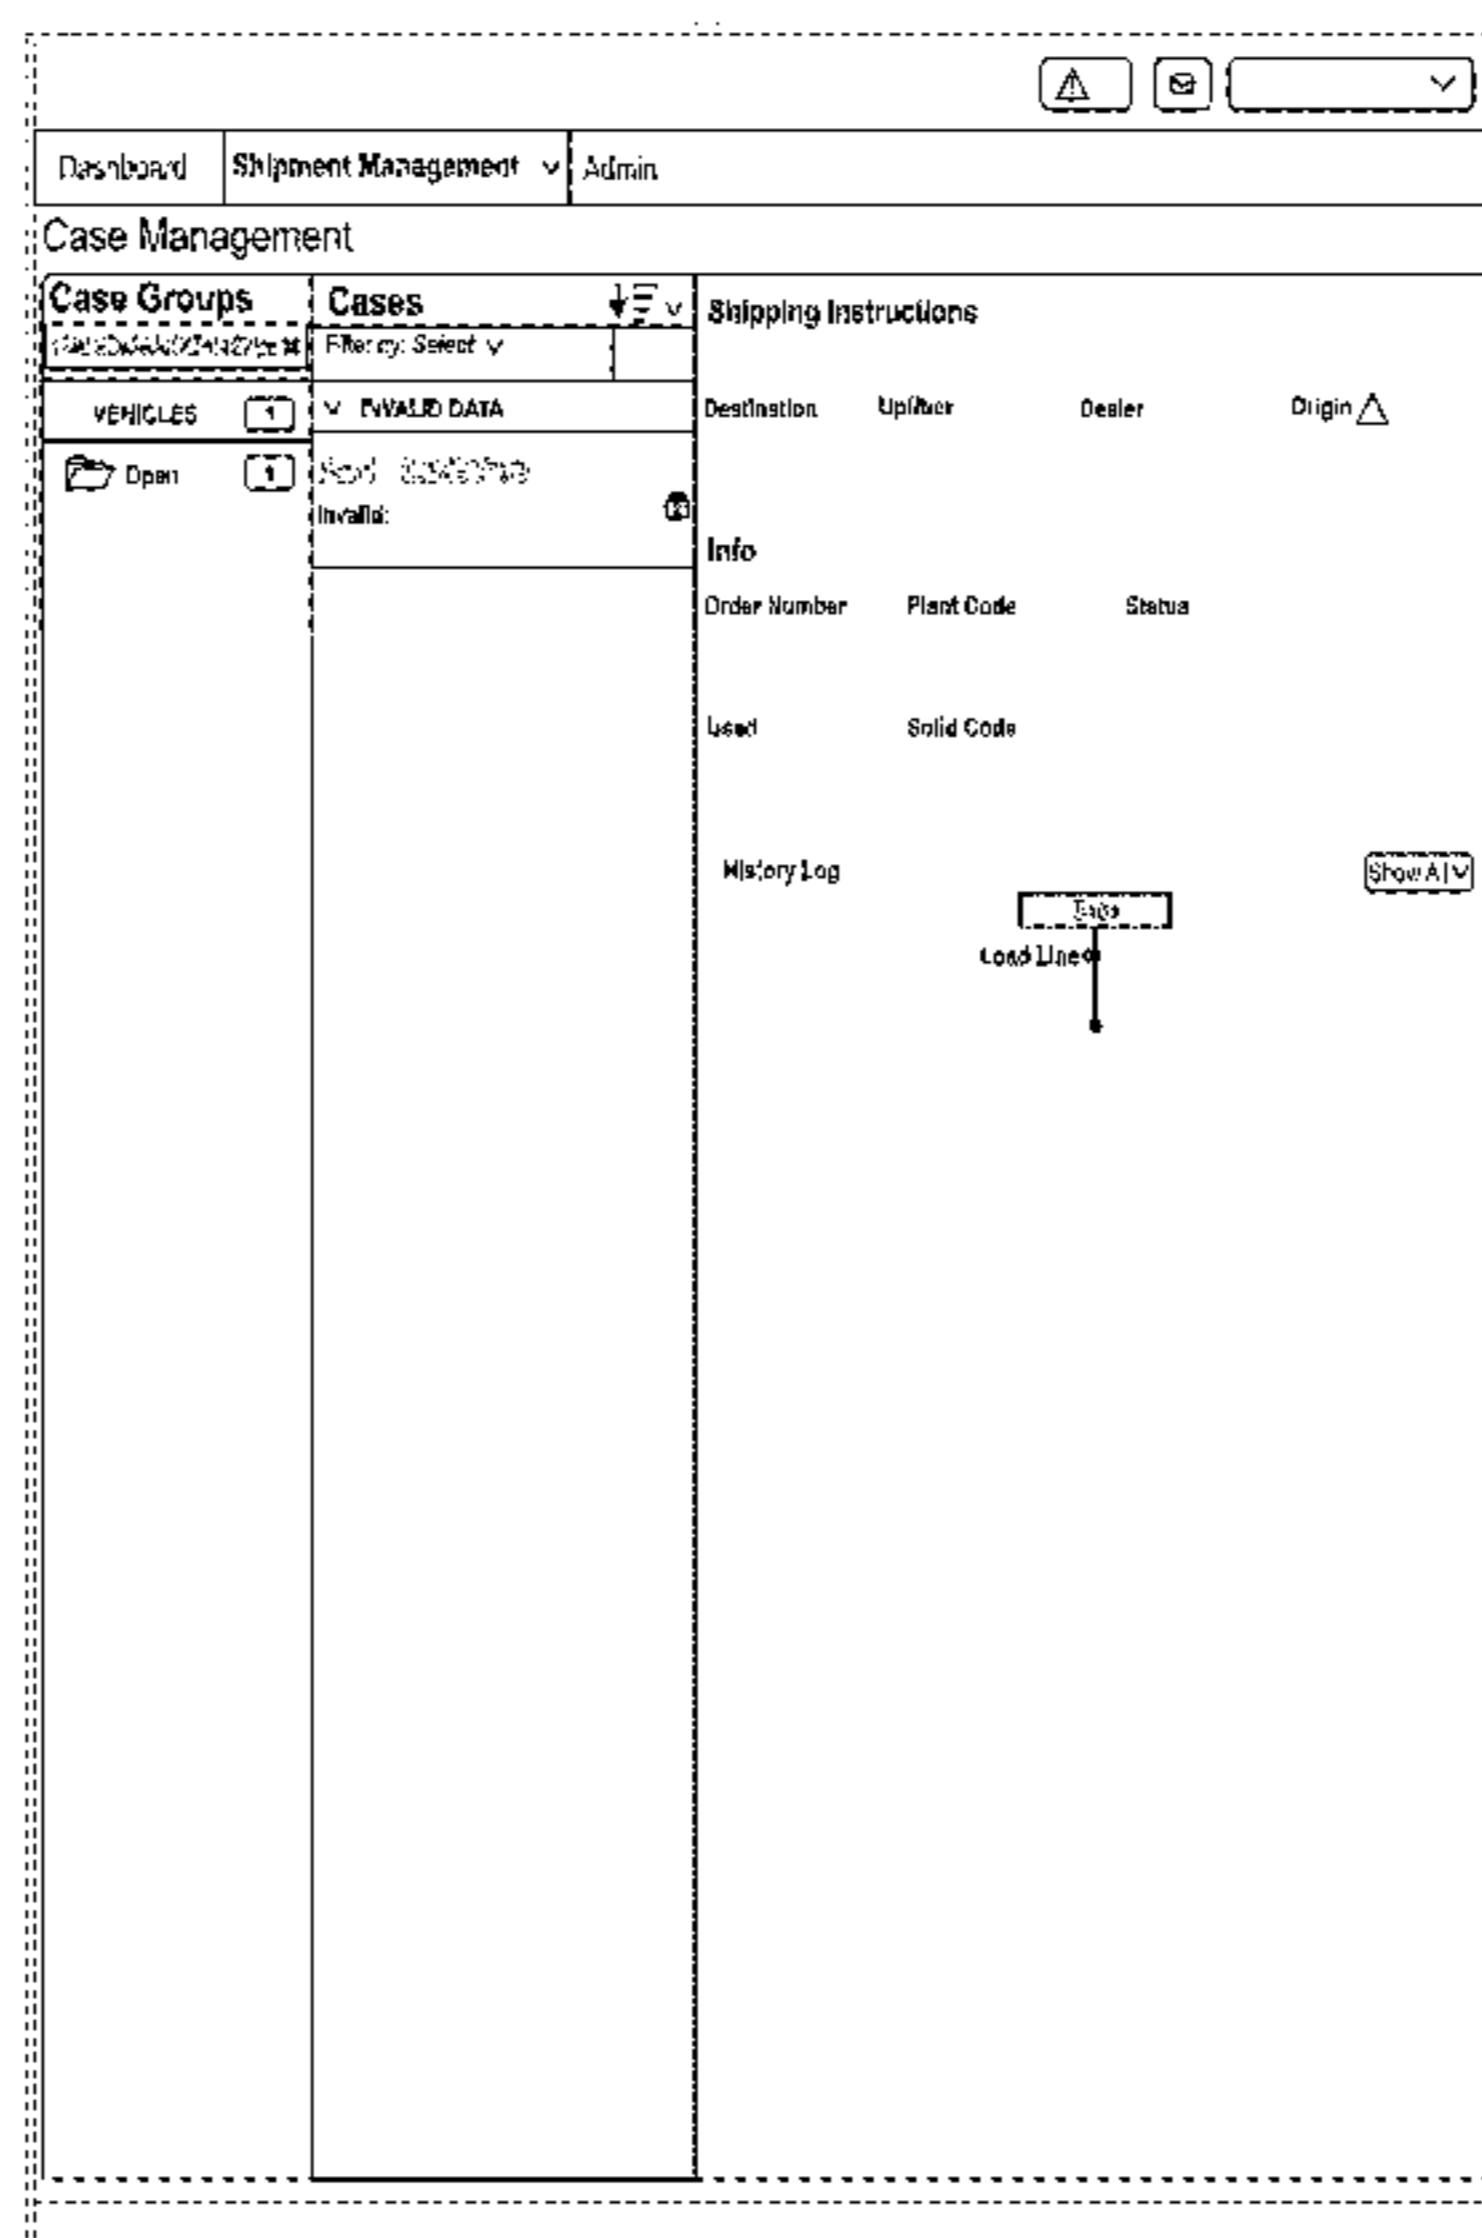 Dashboard Shipment Management Admin
Case Management
Case Groups Cases Shipping Instructions
Filter by: Select
VEHICLES 1 INVALID DATA Destination Upfitter Dealer Origin
Open 1
Invalid:
Info
Order Number Plant Code Status
Used Solid Code
History Log Show All
Load Line